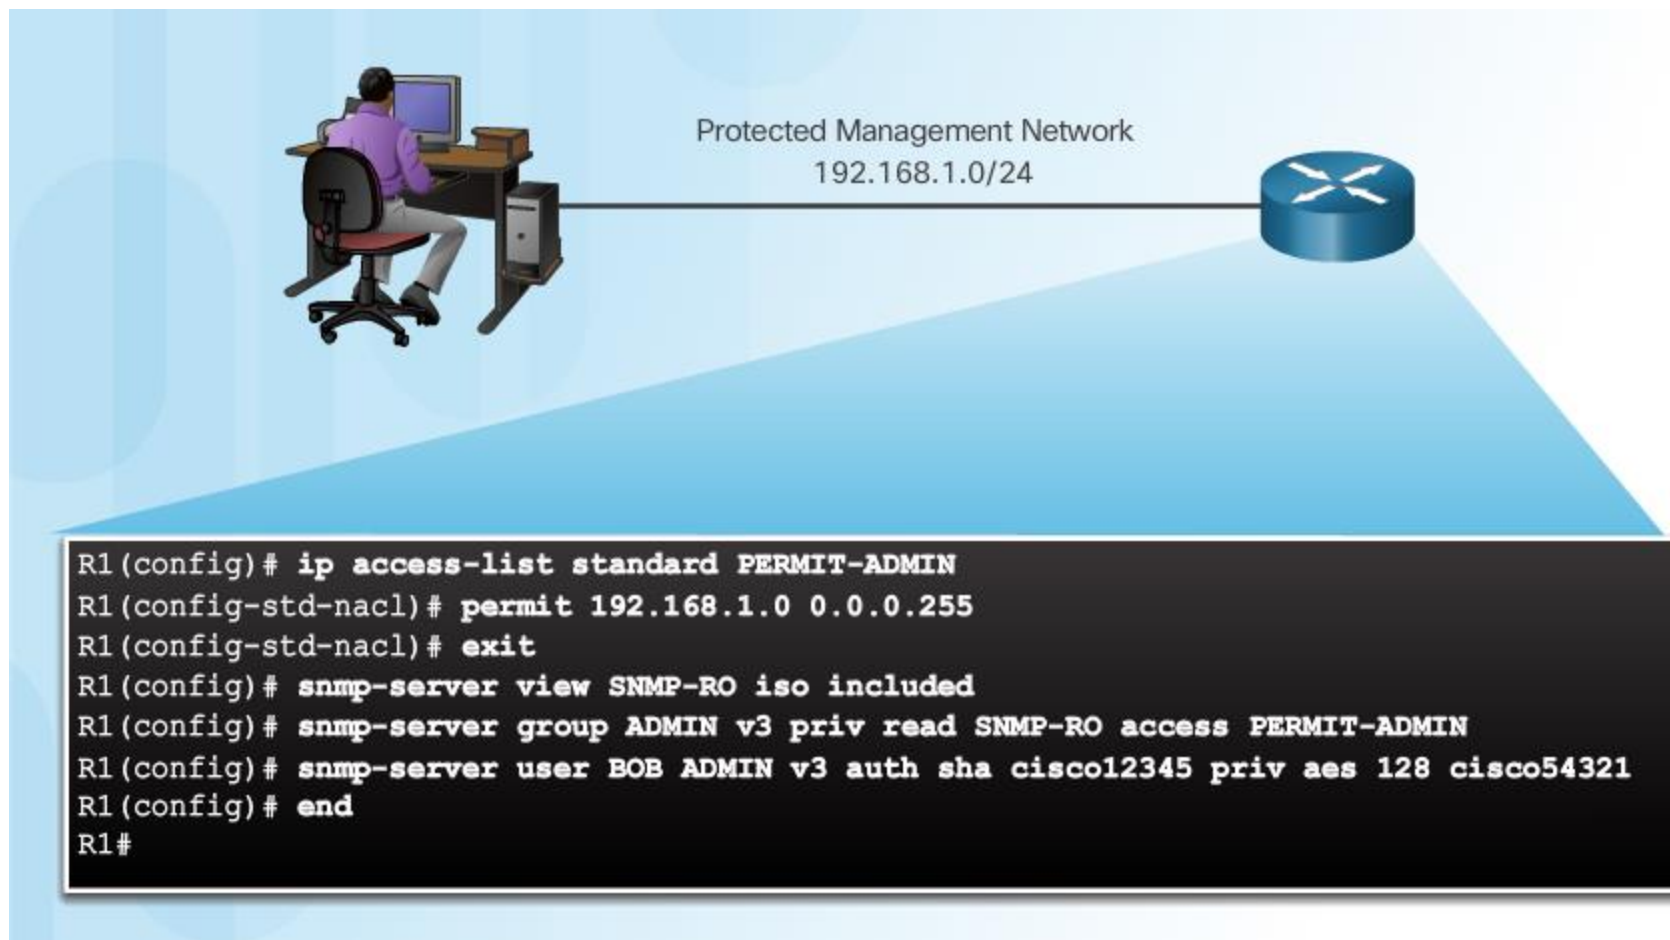 Protected Management Network
192.168.1.0/24
R1(config)# ip access-list standard PERMIT-ADMIN
R1(config-std-nacl)# permit 192.168.1.0 0.0.0.255
R1(config-std-nacl)# exit
R1(config)# snmp-server view SNMP-RO iso included
R1(config)# snmp-server group ADMIN v3 priv read SNMP-RO access PERMIT-ADMIN
R1(config)# snmp-server user BOB ADMIN v3 auth sha cisco12345 priv aes 128 cisco54321
R1(config)# end
R1#